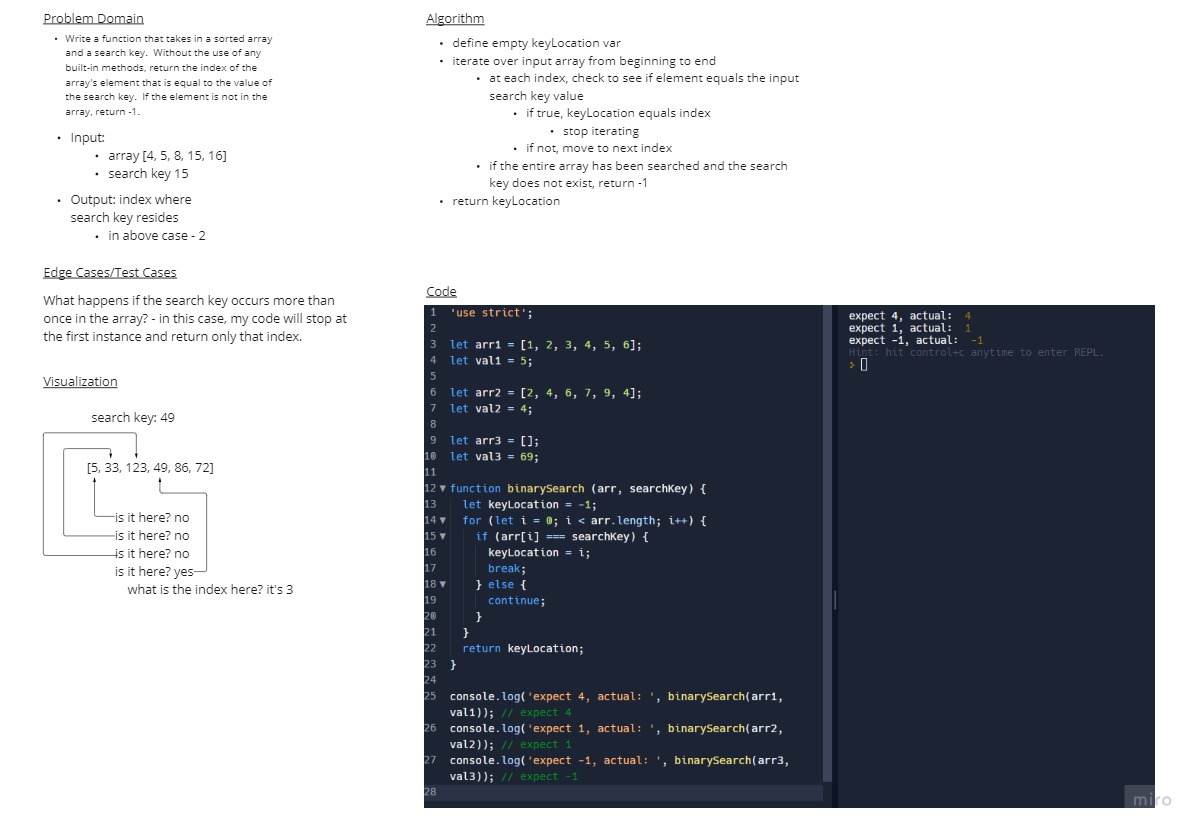 Problem Domain
Write a function that takes in a sorted array
and a search key. Without the use of any
built-in methods, return the index of the
array's element that is equal to the value of
the search key. If the element is not in the
array, return -1.
Input:
array [4, 5, 8, 15, 16]
search key 15
Output: index where
search key resides
in above case - 2
Edge Cases/Test Cases
What happens if the search key occurs more than
once in the array? - in this case, my code will stop at
the first instance and return only that index.
Visualization
search key: 49
[5, 33, 123, 49, 86, 72]
is it here? no
is it here? no
is it here? no
is it here? yes
what is the index here? it's 3
Algorithm
define empty keyLocation var
iterate over input array from beginning to end
at each index, check to see if element equals the input
search key value
if true, keyLocation equals index
stop iterating
if not, move to next index
if the entire array has been searched and the search
key does not exist, return -1
return keyLocation
Code
1 'use strict';
2
3 let arr1 = [1, 2, 3, 4, 5, 6];
4 let val1 = 5;
5
6 let arr2 = [2, 4, 6, 7, 9, 4];
7 let val2 = 4;
8
9 let arr3 = [];
10 let val3 = 69;
11
12 function binarySearch (arr, searchKey) {
13 let keyLocation = -1;
14 for (let i = 0; i < arr.length; i++) {
15 if (arr[i] === searchKey) {
16 keyLocation = i;
17 break;
18 } else {
19 continue;
20 }
21 }
22 return keyLocation;
23 }
24
25 console.log('expect 4, actual: ', binarySearch(arr1,
val1)); // expect 4
26 console.log('expect 1, actual: ', binarySearch(arr2,
val2)); // expect 1
27 console.log('expect -1, actual: ', binarySearch(arr3,
val3)); // expect -1
28
expect 4, actual:  4
expect 1, actual:  1
expect -1, actual:  -1
Hint: hit control+c anytime to enter REPL.
>
miro